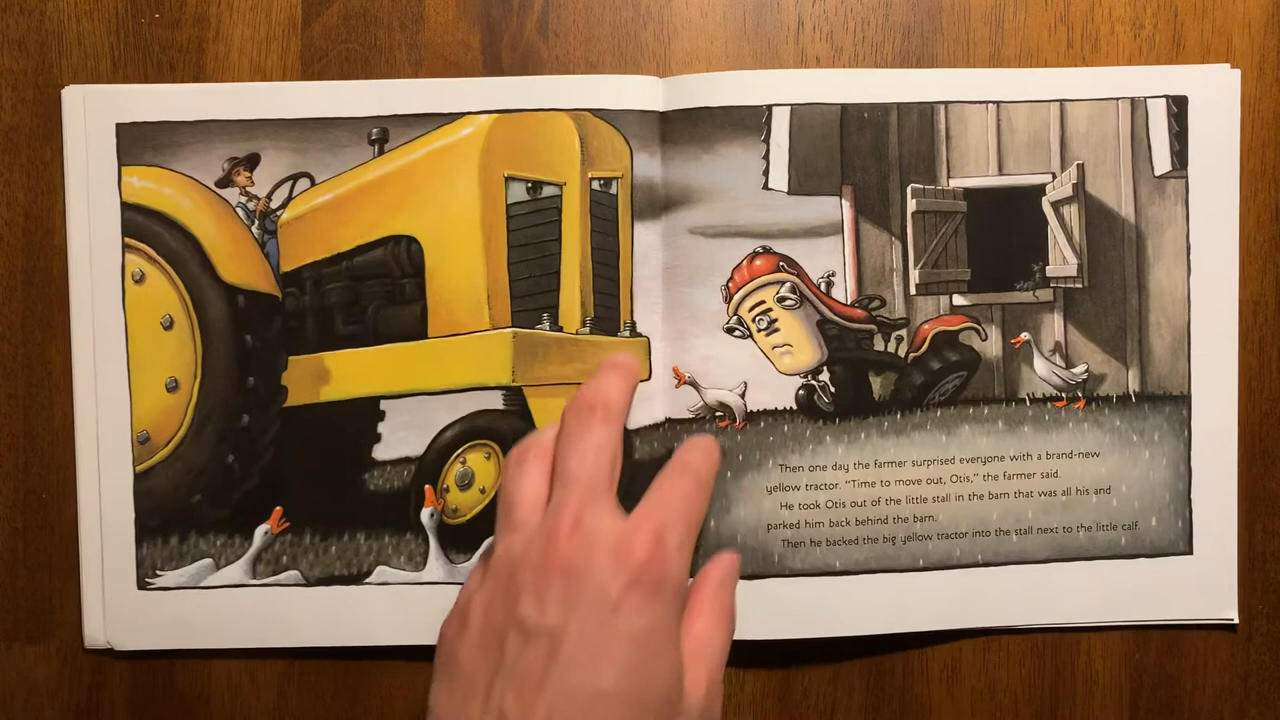 Then one day the farmer surprised everyone with a brand-new
yellow tractor. “Time to move out, Otis,” the farmer said.
He took Otis out of the little stall in the barn that was all his and
parked him back behind the barn.
Then he backed the big yellow tractor into the stall next to the little calf.